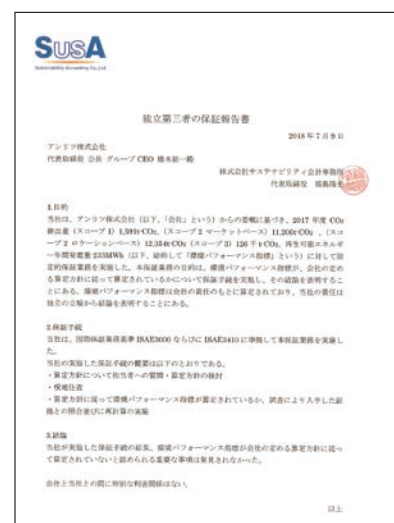 SusA
Sustainability Accounting Co.,Ltd.
独立第三者の保証報告書
2018年7月9日
アンリツ株式会社
代表取締役 会長 グループCEO 橋本裕一殿
株式会社サステナビリティ会計事務所
代表取締役 福島隆史
1.目的
当社は、アンリツ株式会社（以下、「会社」という）からの委嘱に基づき、2017年度 CO₂
排出量（スコープ1）1,591t-CO₂、（スコープ2 マーケットベース）11,200t-CO₂、（スコ
ープ2 ロケーションベース）12,354t-CO₂（スコープ3）126千t-CO₂、再生可能エネルギ
ー年間発電量233MWh（以下、総称して「環境パフォーマンス指標」という）に対して限
定的保証業務を実施した。本保証業務の目的は、環境パフォーマンス指標が、会社の定め
る算定方針に従って算定されているかについて保証手続を実施し、その結論を表明するこ
とにある。環境パフォーマンス指標は会社の責任のもとに算定されており、当社の責任は
独立の立場から結論を表明することにある。
2.保証手続
当社は、国際保証業務基準 ISAE3000 ならびに ISAE3410 に準拠して本保証業務を実施し
た。
当社の実施した保証手続の概要は以下のとおりである。
・算定方針について担当者への質問・算定方針の検討
・現地往査
・算定方針に従って環境パフォーマンス指標が算定されているか、試査により入手した証
拠との照合並びに再計算の実施
3.結論
当社が実施した保証手続の結果、環境パフォーマンス指標が会社の定める算定方針に従っ
て算定されていないと認められる重要な事項は発見されなかった。
会社と当社との間に特別な利害関係はない。
以上